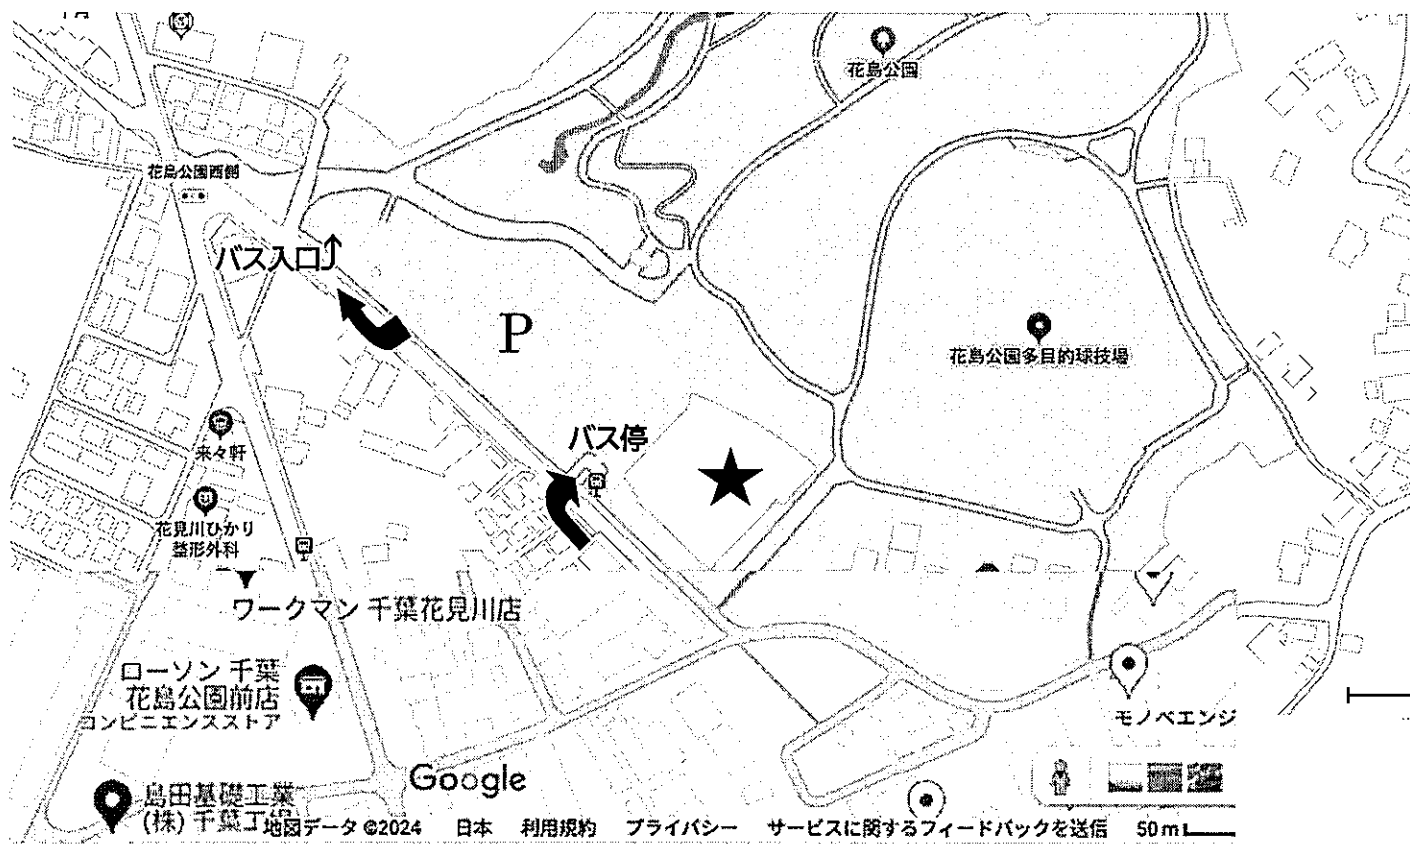 花島公園
花島公園西側
バス入口
P
花島公園多目的球技場
バス停
来々軒
花見川ひかり
整形外科
ワークマン 千葉花見川店
ローソン 千葉
花島公園前店
コンビニエンスストア
モノベエンジ
Google
島田基礎工業
(株) 千葉工場
地図データ ©2024 日本 利用規約 プライバシー サービスに関するフィードバックを送信 50 m